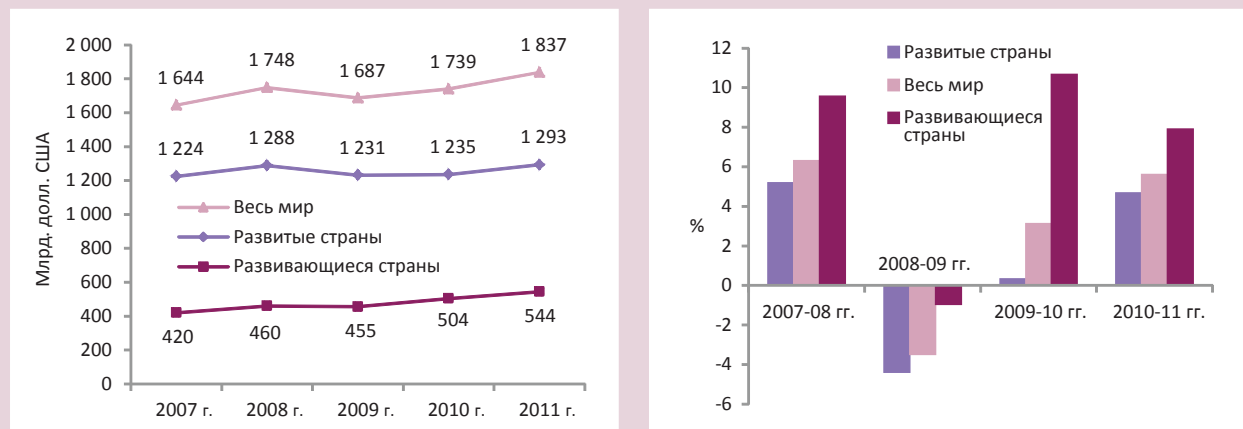 Млрд. долл. США
2 000
1 800
1 600
1 400
1 200
1 000
800
600
400
200
0
1 644
1 748
1 687
1 739
1 837
1 224
1 288
1 231
1 235
1 293
Весь мир
Развитые страны
Развивающиеся страны
420
460
455
504
544
2007 г.
2008 г.
2009 г.
2010 г.
2011 г.
%
12
10
8
6
4
2
0
-2
-4
-6
Развитые страны
Весь мир
Развивающиеся
страны
2007-08 гг.
2008-09 гг.
2009-10 гг.
2010-11 гг.